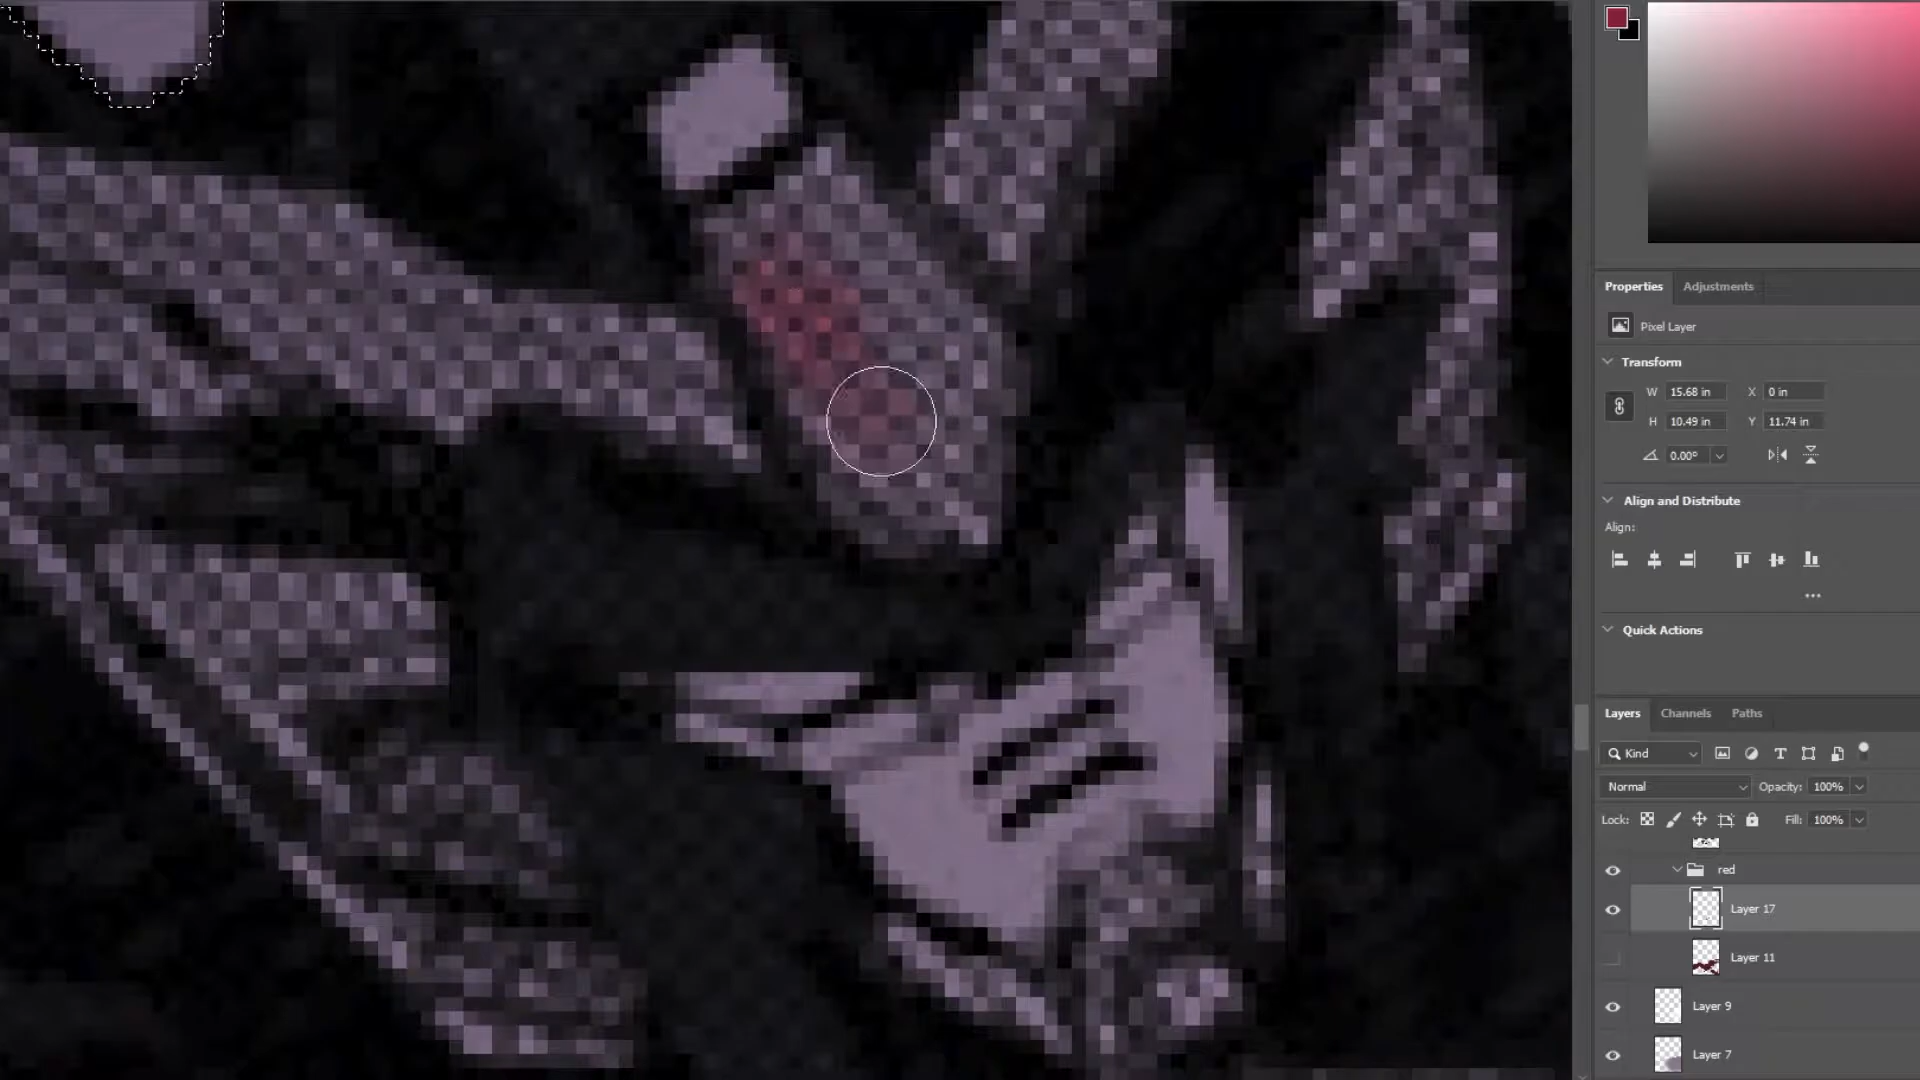 Properties
Adjustments
Pixel Layer
Transform
W 15.68 in X 0 in
H 10.49 in Y 11.74 in
0.00°
Align and Distribute
Align:
Quick Actions
Layers Channels Paths
Kind
Normal Opacity: 100%
Lock: Fill: 100%
red
Layer 17
Layer 11
Layer 9
Layer 7